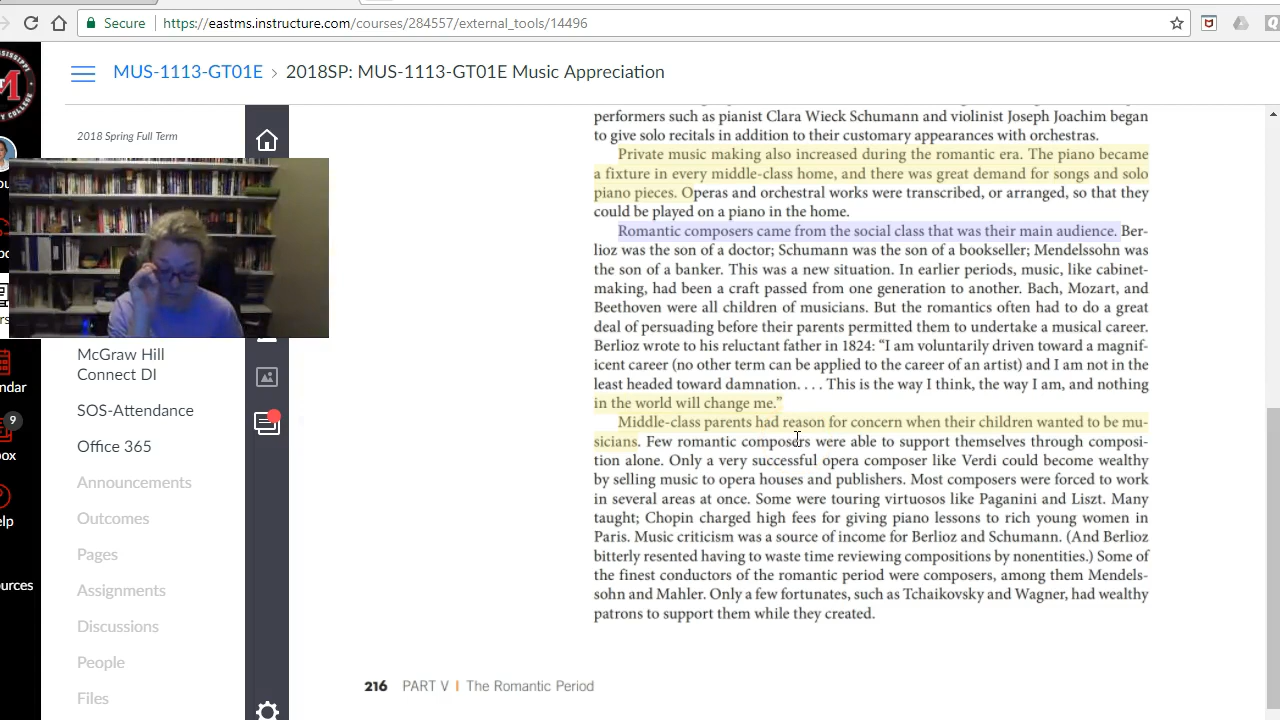 Secure
https://eastms.instructure.com/courses/284557/external_tools/14496
MUS-1113-GT01E > 2018SP: MUS-1113-GT01E Music Appreciation
2018 Spring Full Term
McGraw Hill
Connect DI
SOS-Attendance
Office 365
Announcements
Outcomes
Pages
Assignments
Discussions
People
Files
9
performers such as pianist Clara Wieck Schumann and violinist Joseph Joachim began
to give solo recitals in addition to their customary appearances with orchestras.
Private music making also increased during the romantic era. The piano became
a fixture in every middle-class home, and there was great demand for songs and solo
piano pieces. Operas and orchestral works were transcribed, or arranged, so that they
could be played on a piano in the home.
Romantic composers came from the social class that was their main audience. Ber-
lioz was the son of a doctor; Schumann was the son of a bookseller; Mendelssohn was
the son of a banker. This was a new situation. In earlier periods, music, like cabinet-
making, had been a craft passed from one generation to another. Bach, Mozart, and
Beethoven were all children of musicians. But the romantics often had to do a great
deal of persuading before their parents permitted them to undertake a musical career.
Berlioz wrote to his reluctant father in 1824: “I am voluntarily driven toward a magnif-
icent career (no other term can be applied to the career of an artist) and I am not in the
least headed toward damnation. . . . This is the way I think, the way I am, and nothing
in the world will change me.”
Middle-class parents had reason for concern when their children wanted to be mu-
sicians. Few romantic composers were able to support themselves through composi-
tion alone. Only a very successful opera composer like Verdi could become wealthy
by selling music to opera houses and publishers. Most composers were forced to work
in several areas at once. Some were touring virtuosos like Paganini and Liszt. Many
taught; Chopin charged high fees for giving piano lessons to rich young women in
Paris. Music criticism was a source of income for Berlioz and Schumann. (And Berlioz
bitterly resented having to waste time reviewing compositions by nonentities.) Some of
the finest conductors of the romantic period were composers, among them Mendels-
sohn and Mahler. Only a few fortunates, such as Tchaikovsky and Wagner, had wealthy
patrons to support them while they created.
216 PART V I The Romantic Period